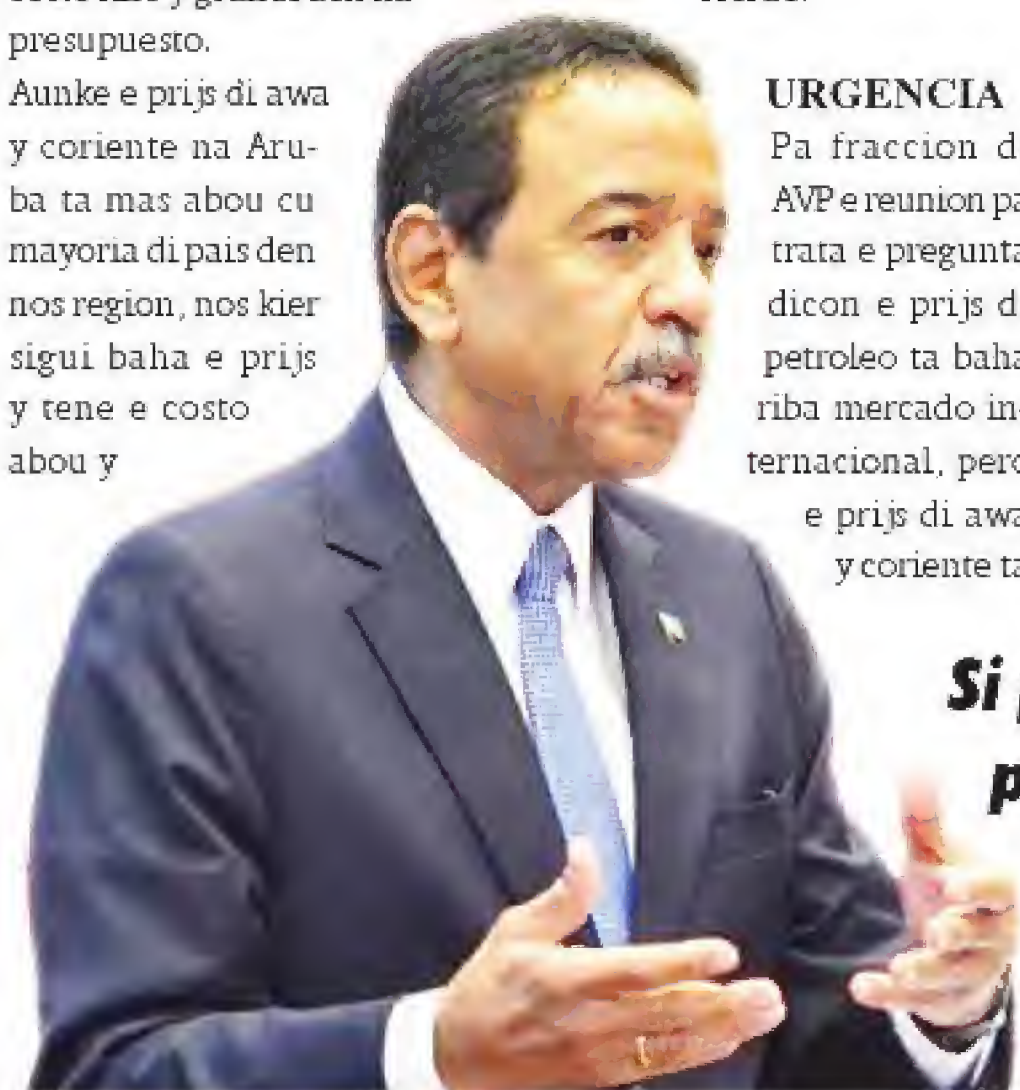 presupuesto.
Aunke e prijs di awa
y coriente na Aru-
ba ta mas abou cu
mayoria di pais den
nos region, nos kier
sigui baha e prijs
y tene e costo
abou y
URGENCIA
Pa fraccion d
AVP e reunion pa
trata e pregunta
dicon e prijs d
petroleo ta baha
riba mercado in-
ternacional, pero
e prijs di awa
y coriente ta
Si
p